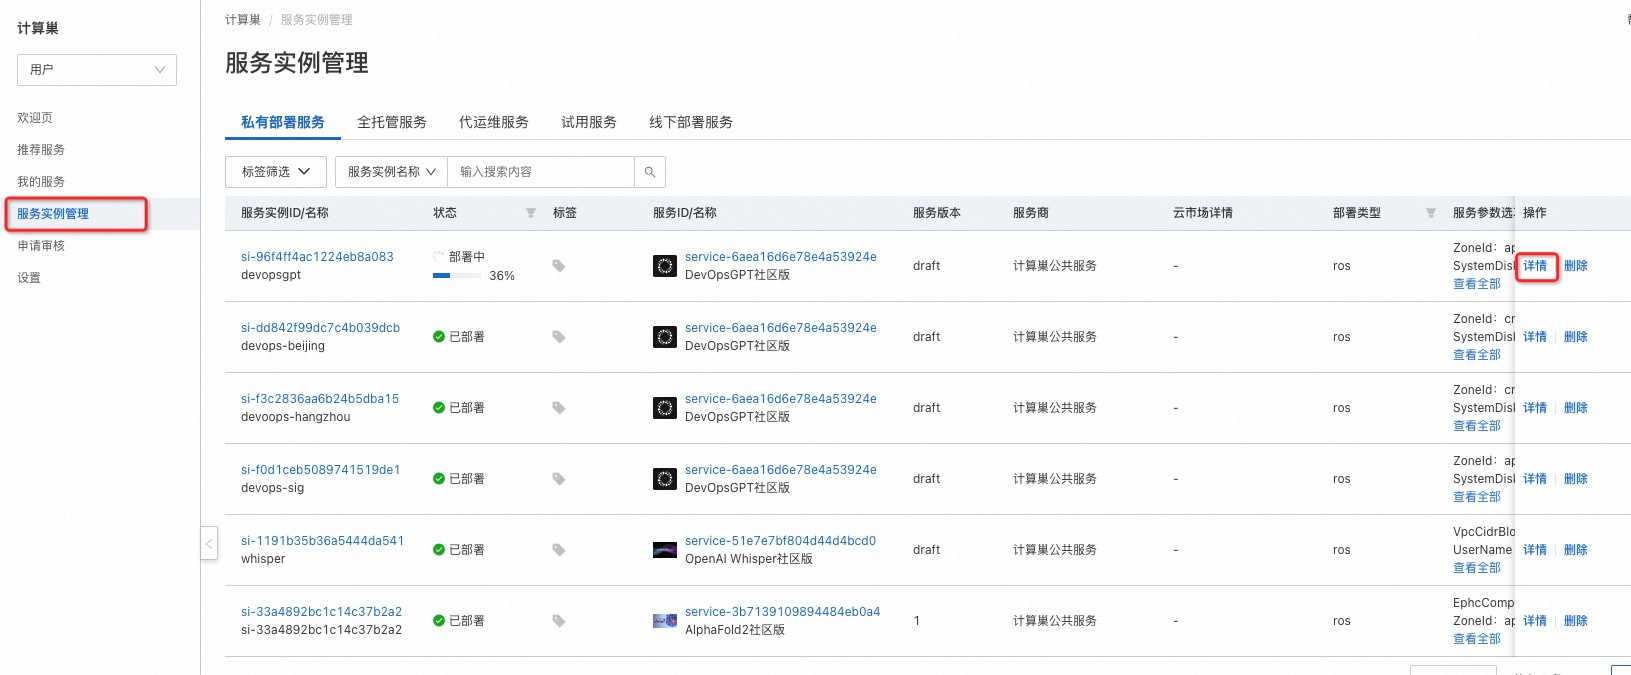 计算巢
用户
欢迎页
推荐服务
我的服务
服务实例管理
申请审核
设置
计算巢 / 服务实例管理
服务实例管理
私有部署服务 全托管服务 代运维服务 试用服务 线下部署服务
标签筛选 服务实例名称 输入搜索内容
服务实例ID/名称 状态 标签 服务ID/名称 服务版本 服务商 云市场详情 部署类型 服务参数选 操作
si-96f4ff4ac1224eb8a083 部署中 service-6aea16d6e78e4a53924e ZoneId: ap
devopsgpt 36% DevOpsGPT社区版 draft 计算巢公共服务 - ros SystemDisk 详情 删除
查看全部
si-dd842f99dc7c4b039dcb service-6aea16d6e78e4a53924e ZoneId: cr
devops-beijing 已部署 DevOpsGPT社区版 draft 计算巢公共服务 - ros SystemDisk 详情 删除
查看全部
si-f3c2836aa6b24b5dba15 service-6aea16d6e78e4a53924e ZoneId: cr
devoops-hangzhou 已部署 DevOpsGPT社区版 draft 计算巢公共服务 - ros SystemDisk 详情 删除
查看全部
si-f0d1ceb5089741519de1 service-6aea16d6e78e4a53924e ZoneId: ap
devops-sig 已部署 DevOpsGPT社区版 draft 计算巢公共服务 - ros SystemDisk 详情 删除
查看全部
si-1191b35b36a5444da541 service-51e7e7bf804d44d4bcd0 VpcCidrBlo
whisper 已部署 OpenAI Whisper社区版 draft 计算巢公共服务 - ros UserName 详情 删除
查看全部
si-33a4892bc1c14c37b2a2 service-3b7139109894484eb0a4 EphcComp
si-33a4892bc1c14c37b2a2 已部署 AlphaFold2社区版 1 计算巢公共服务 - ros ZoneId: ap 详情 删除
查看全部